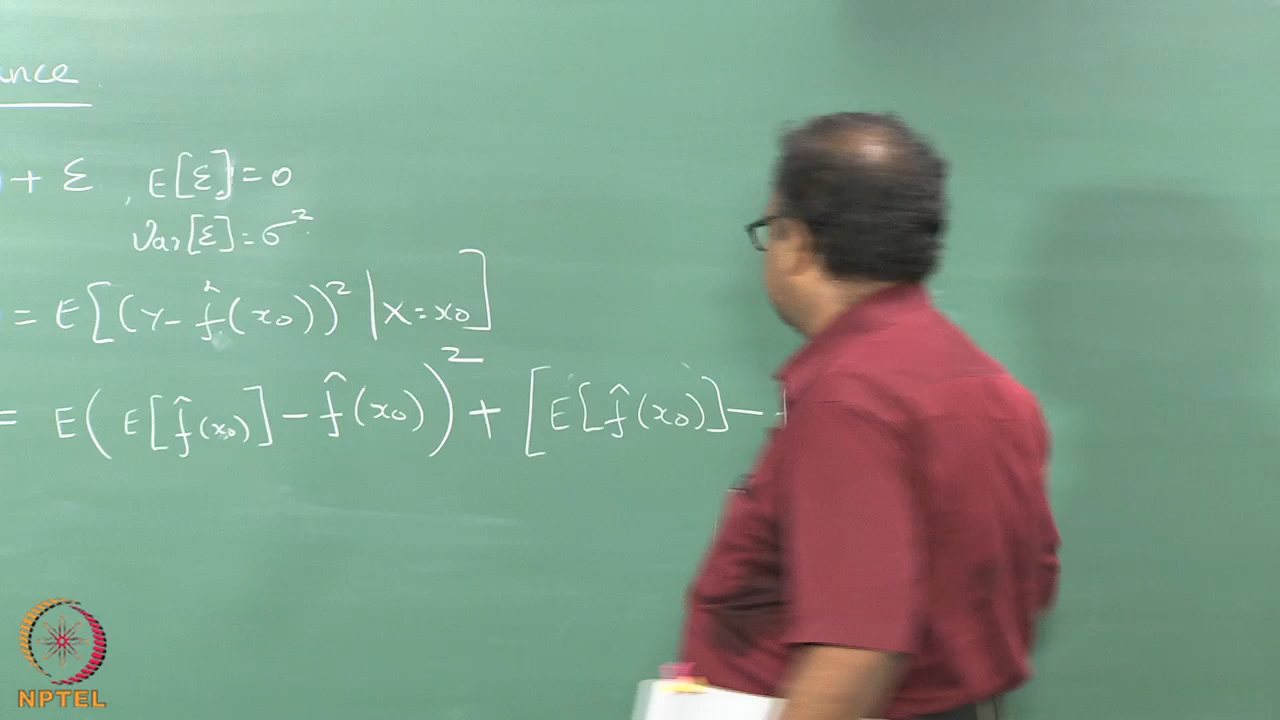 ance
+ ε , E[ε] = 0
Var[ε] = σ²
= E[(Y - f̂(x₀))² | X = x₀]
= E(E[f̂(x₀)] - f̂(x₀))² + [E[f̂(x₀)] -
NPTEL